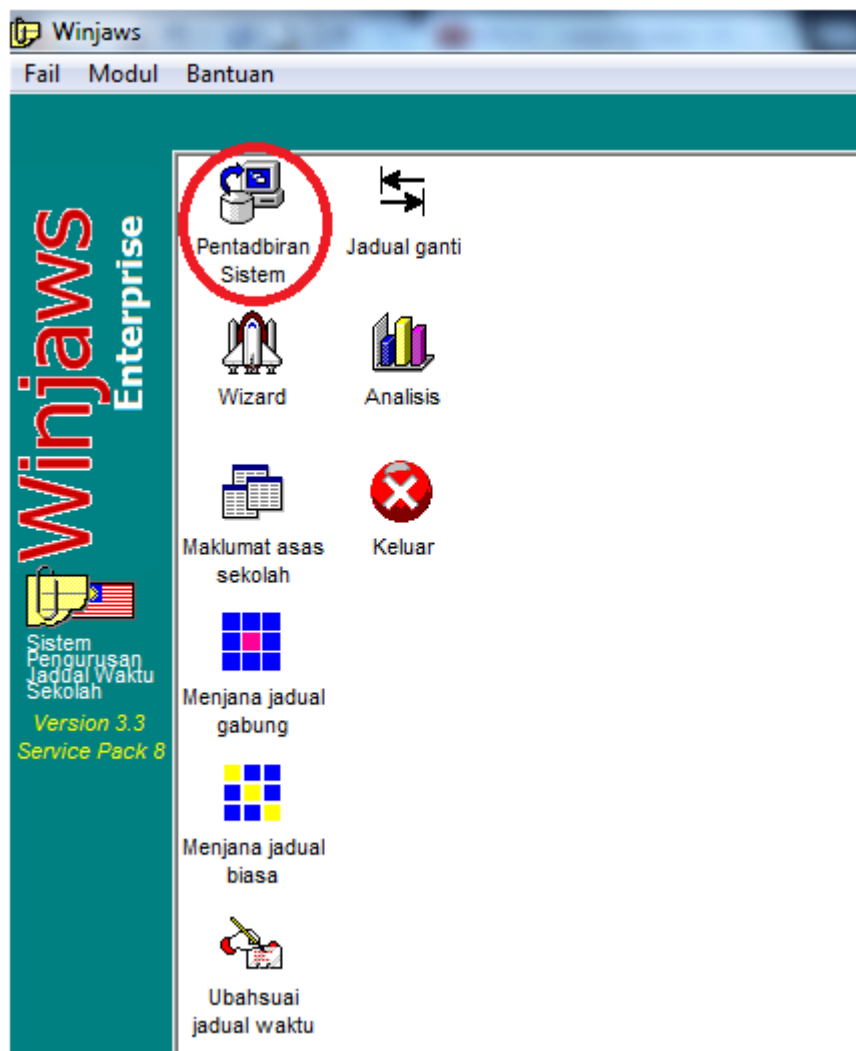 Winjaws
Fail Modul Bantuan
Winjaws
Enterprise
Sistem
Pengurusan
Jadual Waktu
Sekolah
Version 3.3
Service Pack 8
Pentadbiran
Sistem
Jadual ganti
Wizard
Analisis
Maklumat asas
sekolah
Keluar
Menjana jadual
gabung
Menjana jadual
biasa
Ubahsuai
jadual waktu